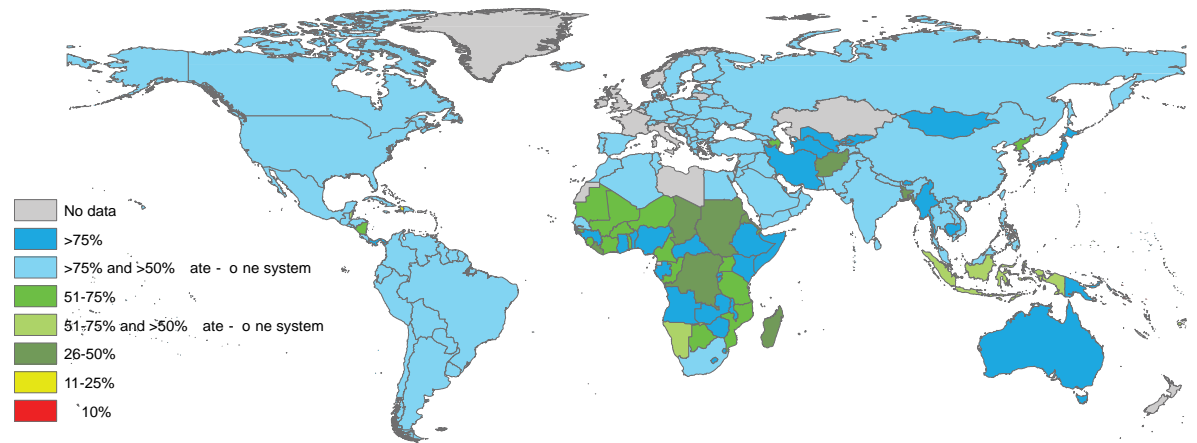 No data
>75%
>75% and >50% ate - o ne system
51-75%
51-75% and >50% ate - o ne system
26-50%
11-25%
10%